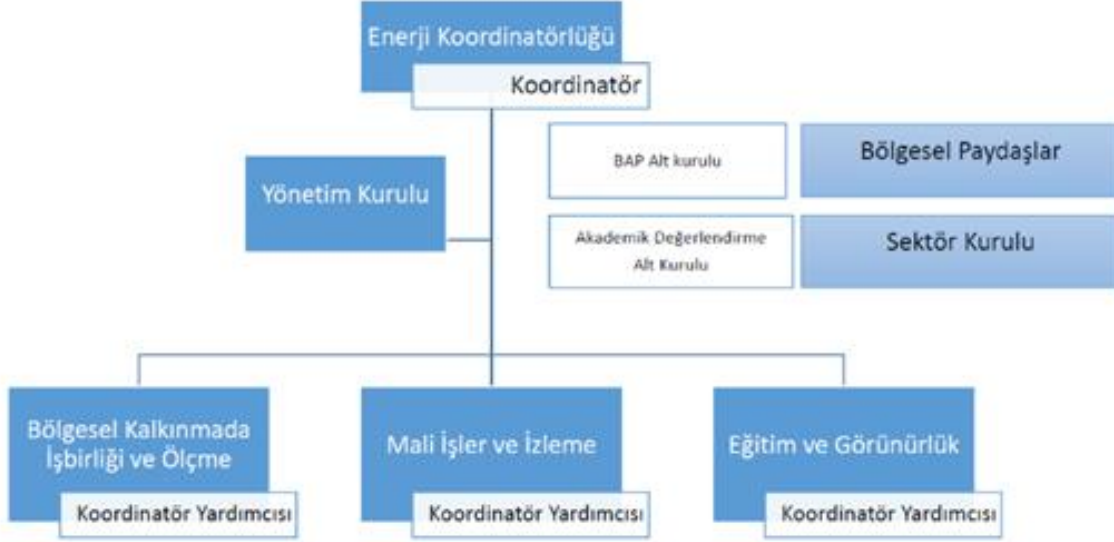 Enerji Koordinatörlüğü
Koordinatör
BAP Alt kurulu
Bölgesel Paydaşlar
Yönetim Kurulu
Akademik Değerlendirme
Alt Kurulu
Sektör Kurulu
Bölgesel Kalkınmada
İşbirliği ve Ölçme
Koordinatör Yardımcısı
Mali İşler ve İzleme
Koordinatör Yardımcısı
Eğitim ve Görünürlük
Koordinatör Yardımcısı